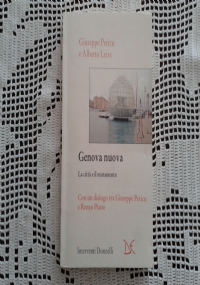 Giuseppe Pericu
e Alberto Leiss
Genova nuova
La città e il mutamento
Con un dialogo tra Giuseppe Pericu
e Renzo Piano
Interventi Donzelli